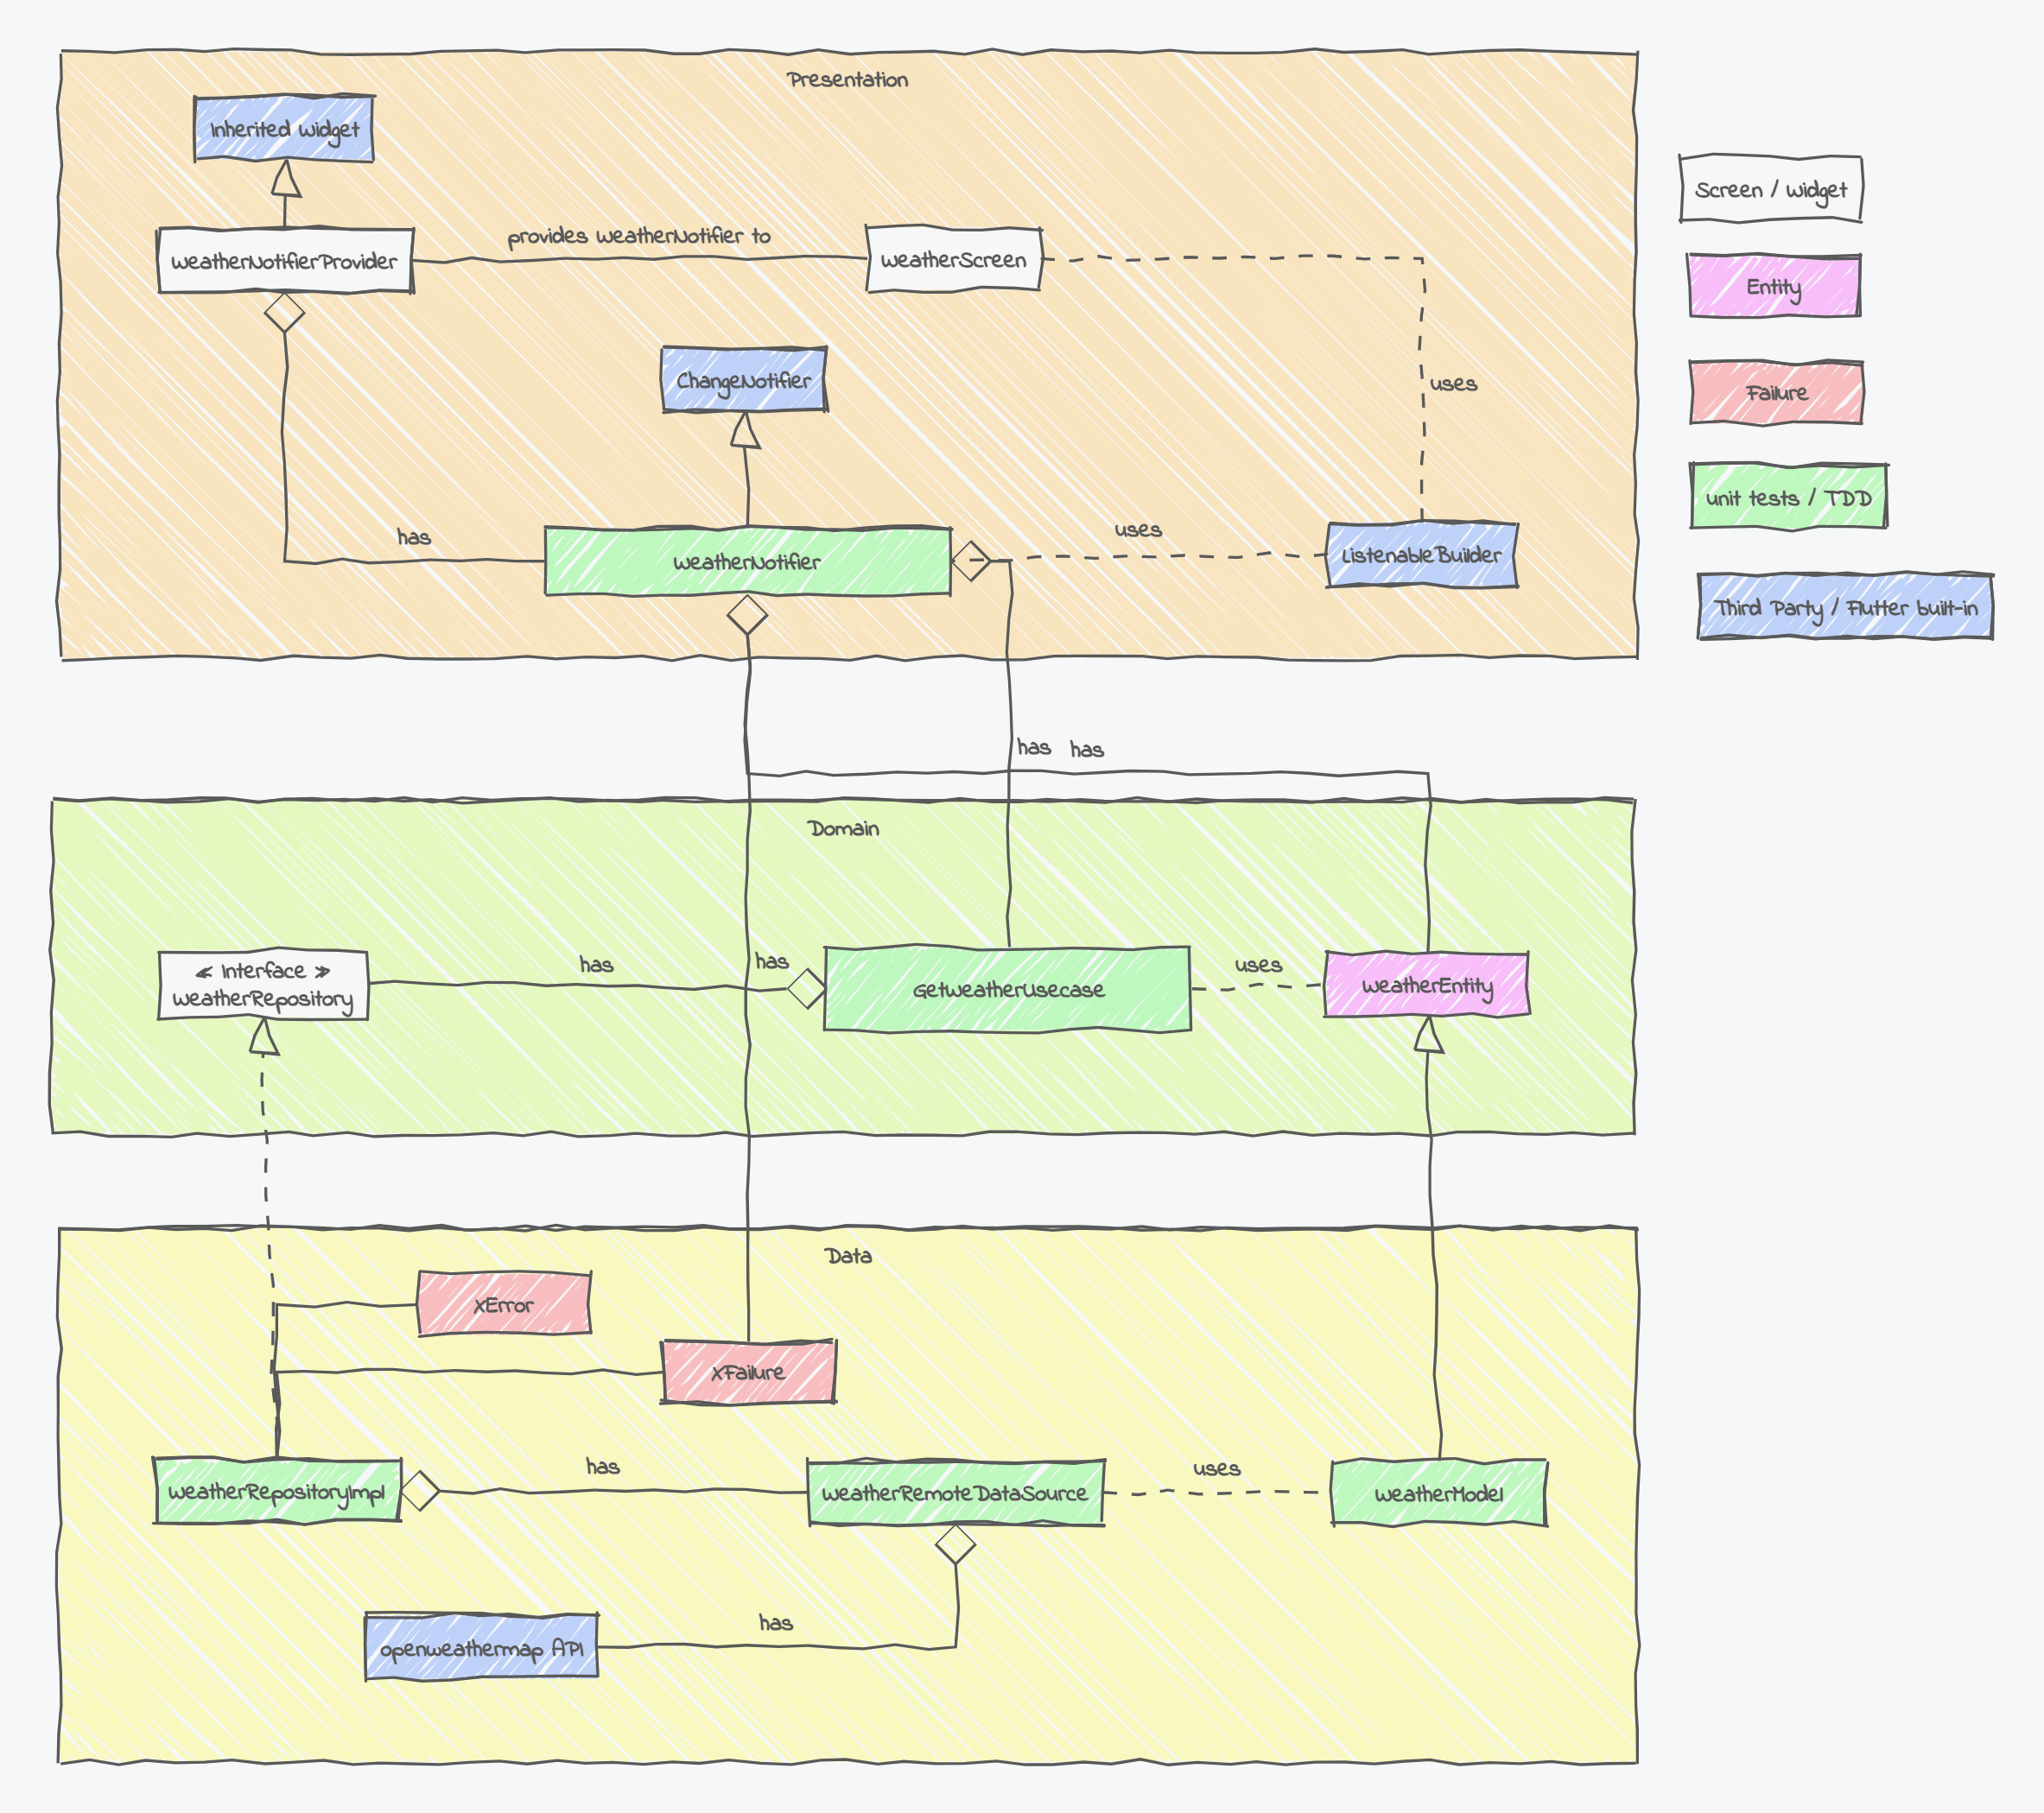 Presentation
Inherited Widget
WeatherNotifierProvider
provides WeatherNotifier to
WeatherScreen
ChangeNotifier
uses
has
WeatherNotifier
uses
ListenableBuilder
Screen / Widget
Entity
Failure
unit tests / TDD
Third Party / Flutter built-in
has
has
Domain
≪ Interface ≫
WeatherRepository
has
has
GetWeatherUsecase
uses
WeatherEntity
Data
XError
XFailure
WeatherRepositoryImpl
has
WeatherRemoteDataSource
uses
WeatherModel
openweathermap API
has